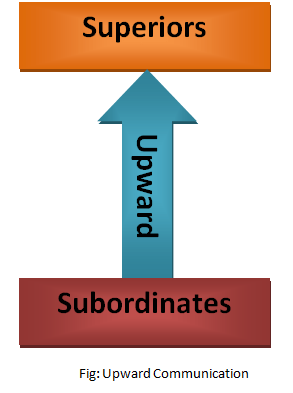 Superiors
Upward
Subordinates
Fig: Upward Communication